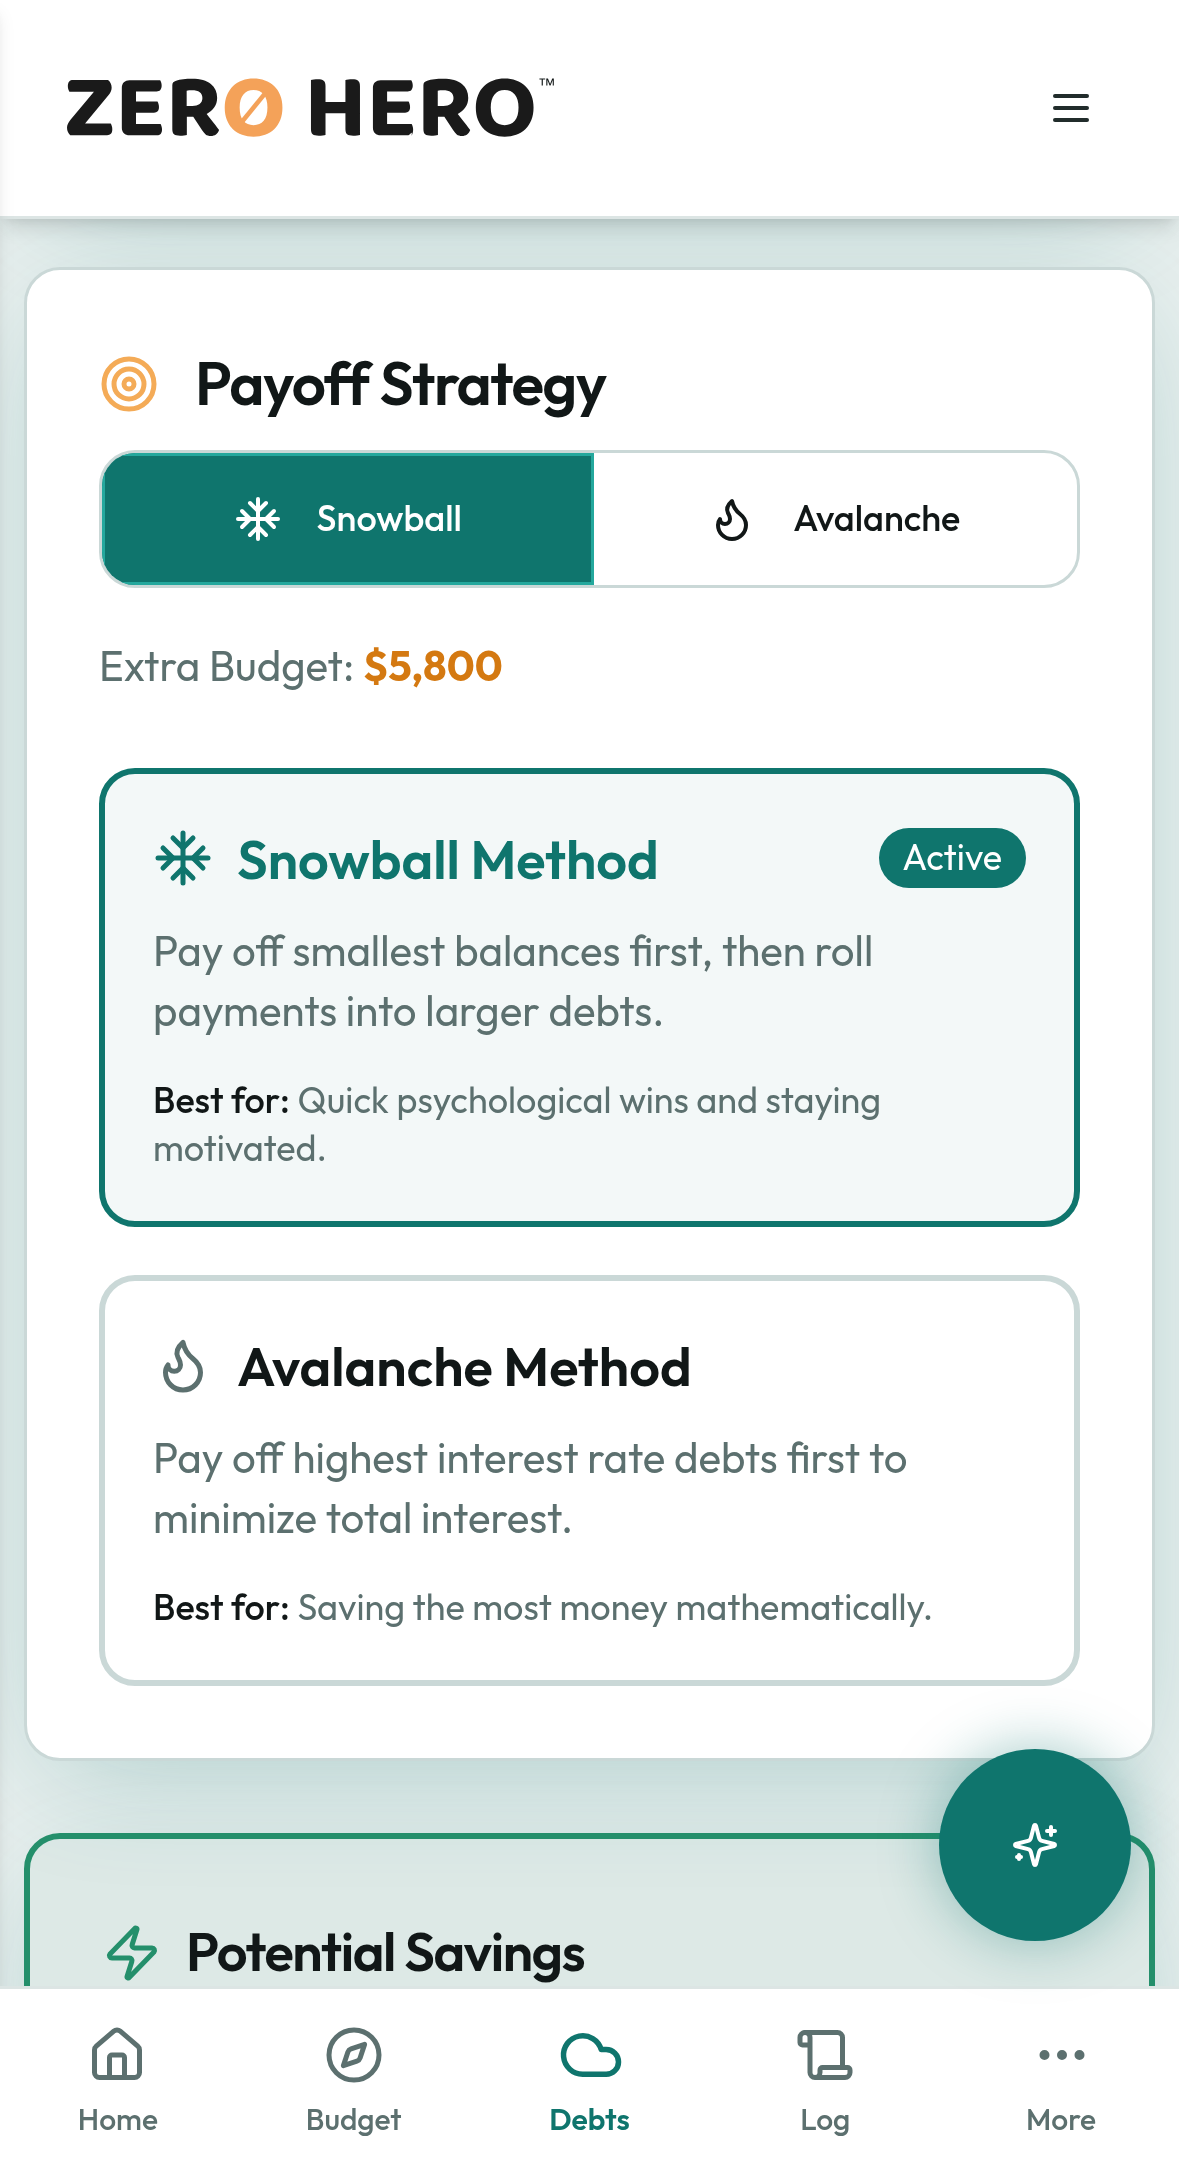 ZERO HERO™
Payoff Strategy
Snowball
Avalanche
Extra Budget: $5,800
Snowball Method
Active
Pay off smallest balances first, then roll
payments into larger debts.
Best for: Quick psychological wins and staying
motivated.
Avalanche Method
Pay off highest interest rate debts first to
minimize total interest.
Best for: Saving the most money mathematically.
Potential Savings
Home
Budget
Debts
Log
More